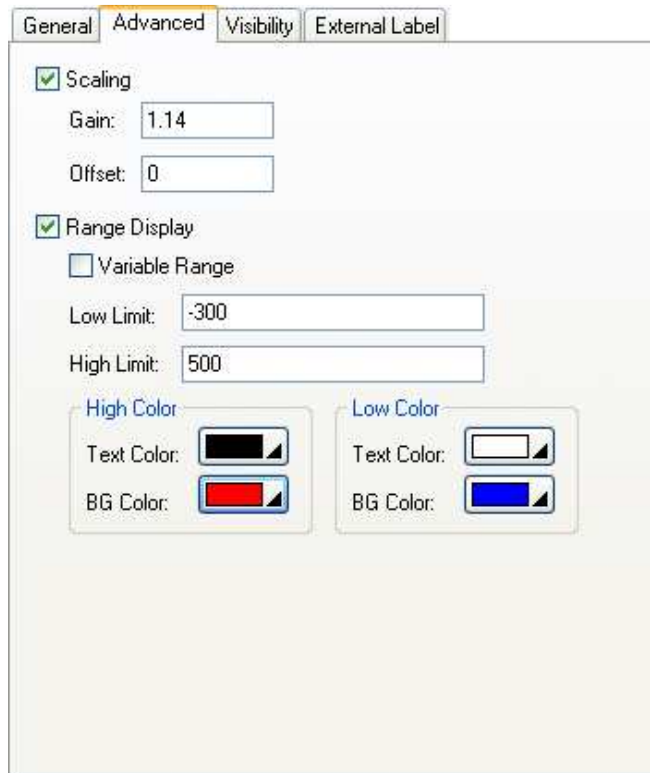 General Advanced Visibility External Label
Scaling
Gain: 1.14
Offset: 0
Range Display
Variable Range
Low Limit: -300
High Limit: 500
High Color Low Color
Text Color: Text Color:
BG Color: BG Color: